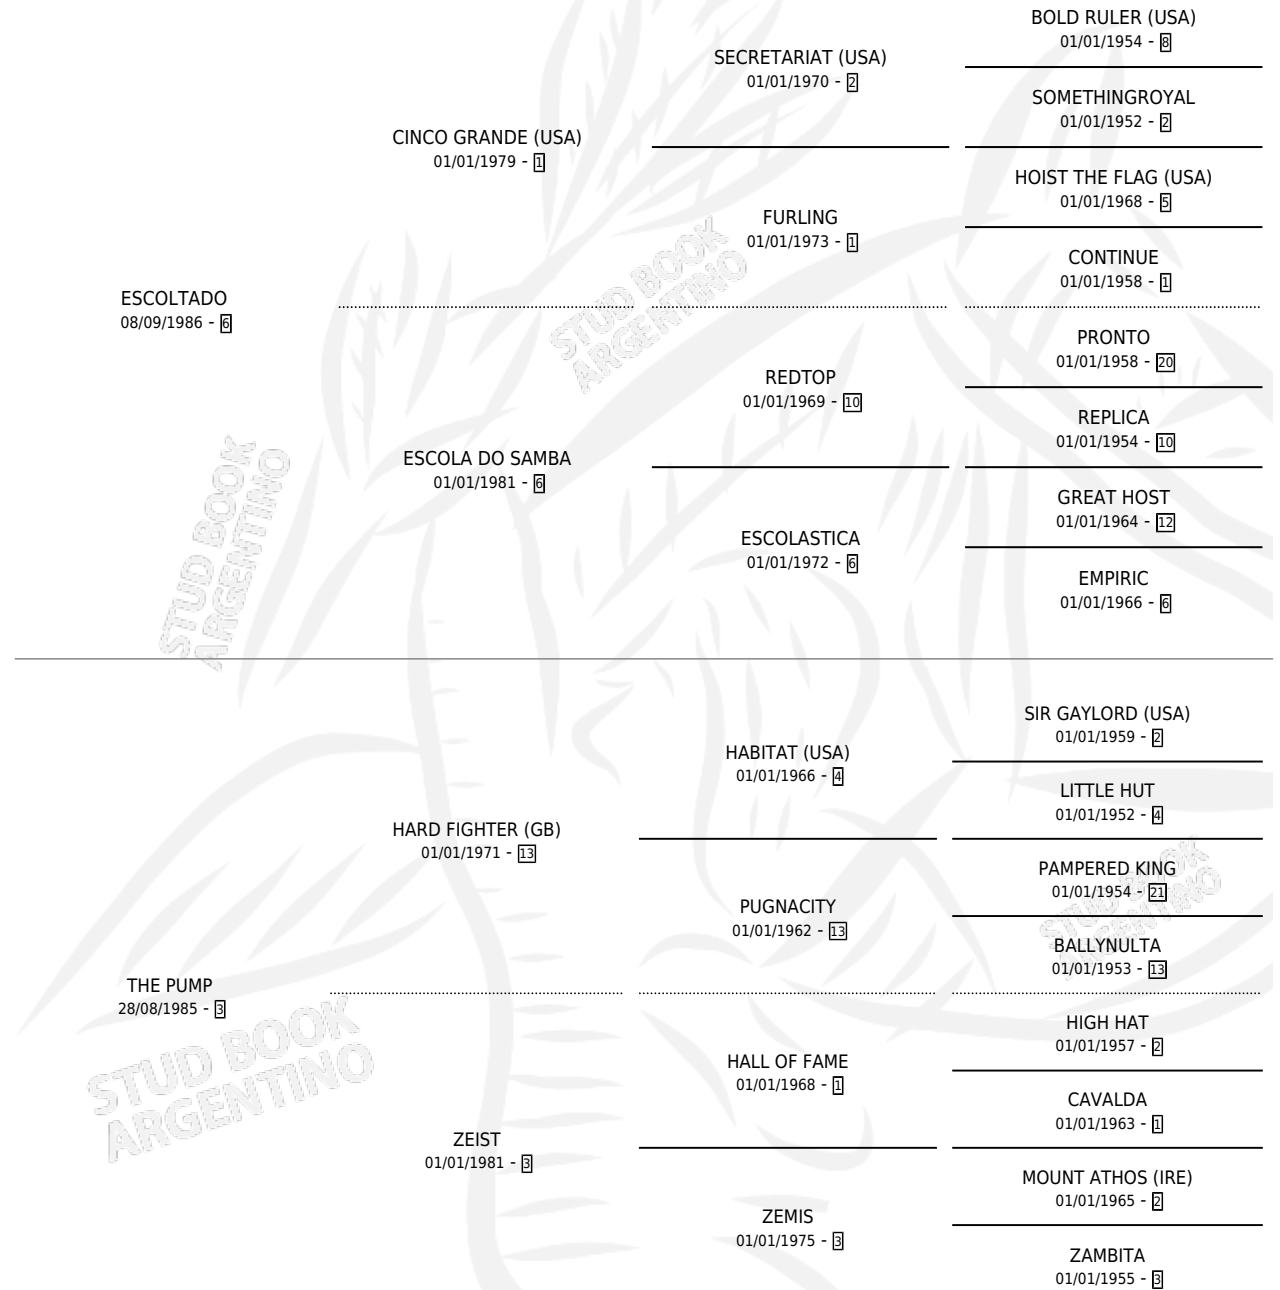 BOLD RULER (USA)
01/01/1954 - 8
SECRETARIAT (USA)
01/01/1970 - 2
SOMETHINGROYAL
01/01/1952 - 2
CINCO GRANDE (USA)
01/01/1979 - 1
HOIST THE FLAG (USA)
01/01/1968 - 5
FURLING
01/01/1973 - 1
CONTINUE
01/01/1958 - 1
ESCOLTADO
08/09/1986 - 6
PRONTO
01/01/1958 - 20
REDTOP
01/01/1969 - 10
REPLICA
01/01/1954 - 10
ESCOLA DO SAMBA
01/01/1981 - 6
GREAT HOST
01/01/1964 - 12
ESCOLASTICA
01/01/1972 - 6
EMPIRIC
01/01/1966 - 6
STUD BOOK
ARGENTINO
STUD BOOK
ARGENTINO
SIR GAYLORD (USA)
01/01/1959 - 2
HABITAT (USA)
01/01/1966 - 4
LITTLE HUT
01/01/1952 - 4
HARD FIGHTER (GB)
01/01/1971 - 13
PAMPERED KING
01/01/1954 - 21
PUGNACITY
01/01/1962 - 13
BALLYNULTA
01/01/1953 - 13
STUD BOOK
ARGENTINO
THE PUMP
28/08/1985 - 3
HIGH HAT
01/01/1957 - 2
HALL OF FAME
01/01/1968 - 1
CAVALDA
01/01/1963 - 1
STUD BOOK
ARGENTINO
ZEIST
01/01/1981 - 3
MOUNT ATHOS (IRE)
01/01/1965 - 2
ZEMIS
01/01/1975 - 3
ZAMBITA
01/01/1955 - 3